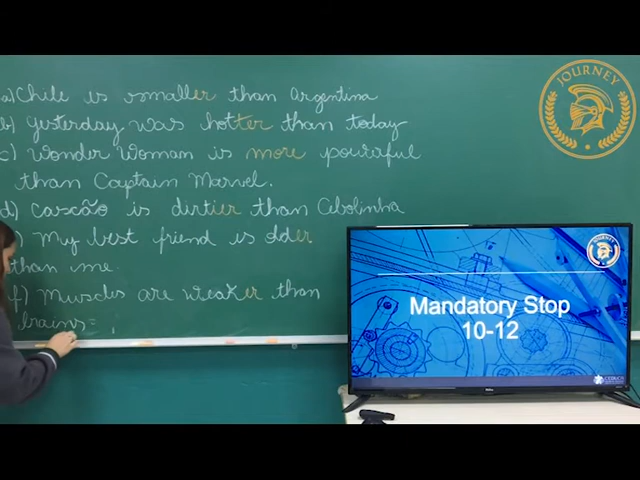 a) Chile is smaller than Argentina
b) Yesterday was hotter than today
c) Wonder Woman is more powerful
than Captain Marvel.
d) Cascão is dirtier than Cebolinha
) My best friend is older
than me.
f) Muscles are weaker than
brains=
JOURNEY
Mandatory Stop
10-12